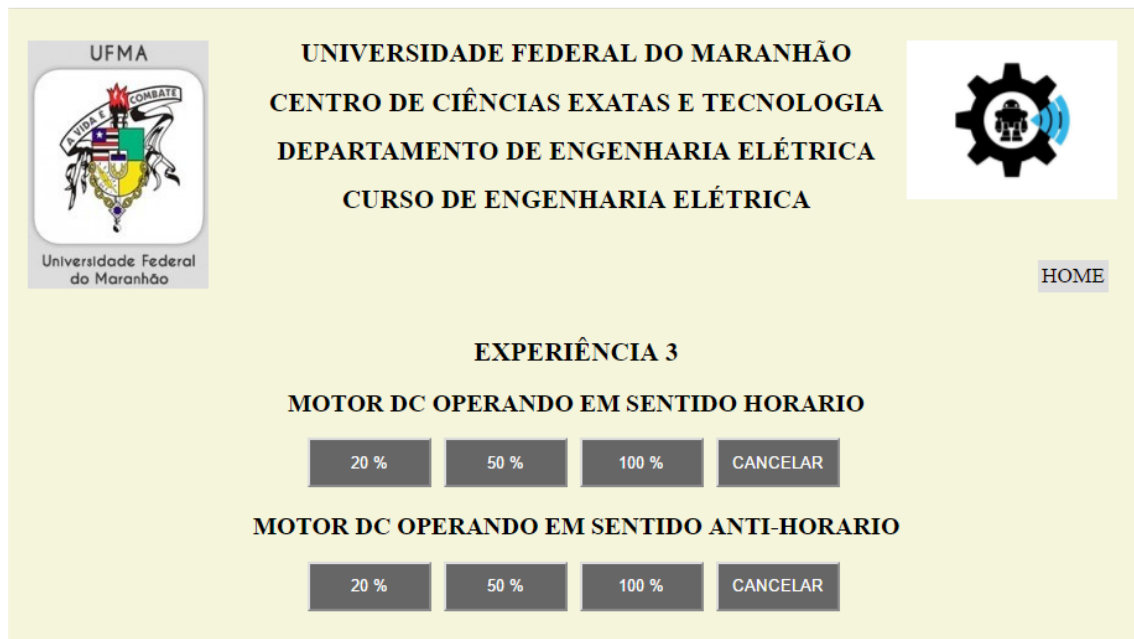 UFMA
A VIDA E COMBATE
Universidade Federal
do Maranhão
UNIVERSIDADE FEDERAL DO MARANHÃO
CENTRO DE CIÊNCIAS EXATAS E TECNOLOGIA
DEPARTAMENTO DE ENGENHARIA ELÉTRICA
CURSO DE ENGENHARIA ELÉTRICA
HOME
EXPERIÊNCIA 3
MOTOR DC OPERANDO EM SENTIDO HORARIO
20 % 50 % 100 % CANCELAR
MOTOR DC OPERANDO EM SENTIDO ANTI-HORARIO
20 % 50 % 100 % CANCELAR